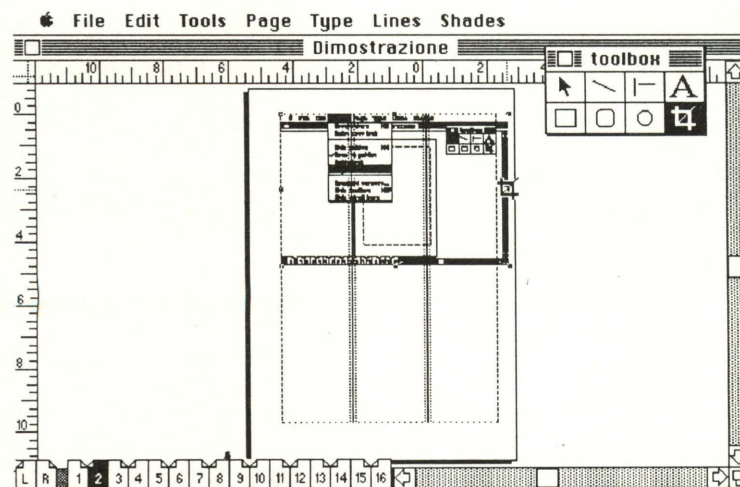 File Edit Tools Page Type Lines Shades
Dimostrazione
toolbox
A
10 8 6 4 2 0 2 4
0
2
4
6
8
10
L R 1 2 3 4 5 6 7 8 9 10 11 12 13 14 15 16